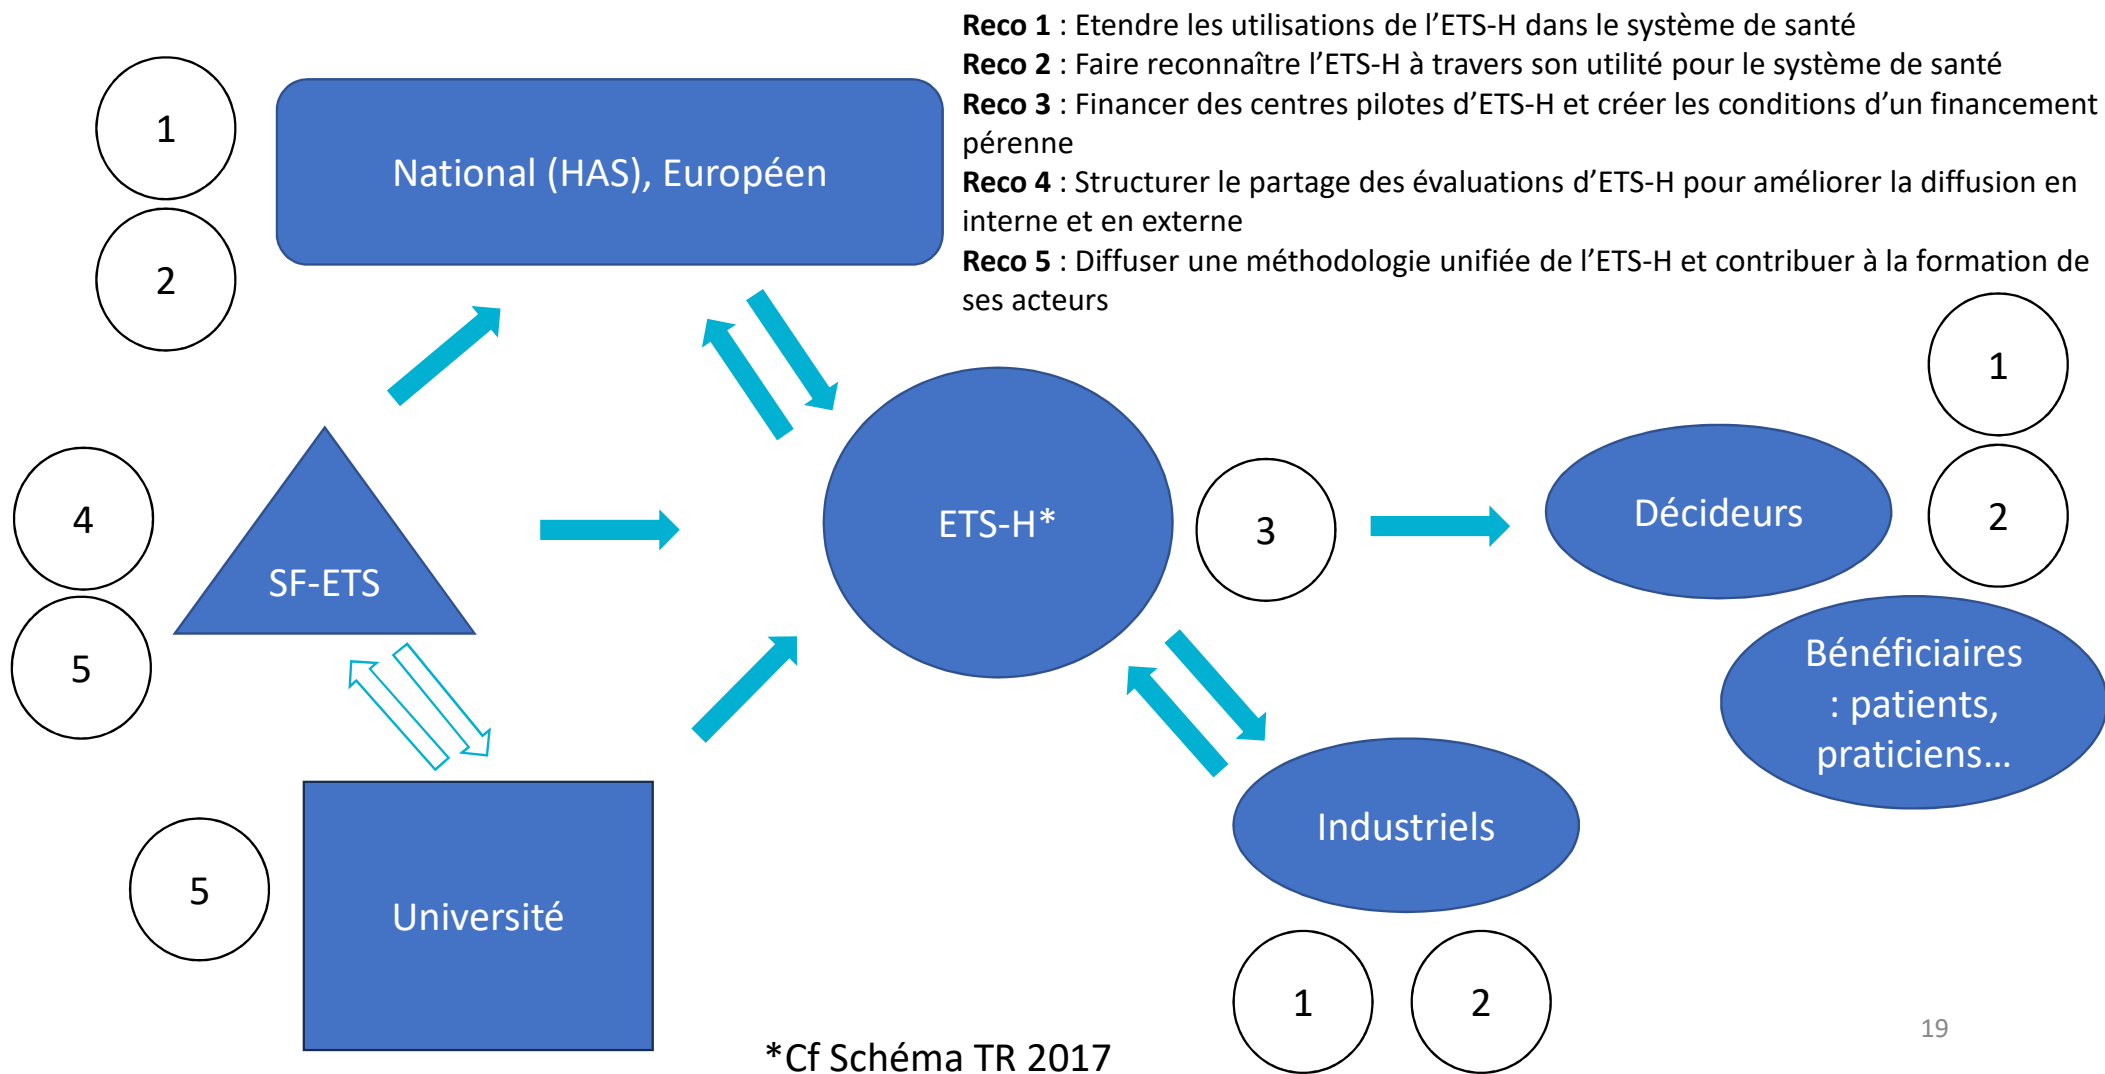 Reco 1 : Etendre les utilisations de l’ETS-H dans le système de santé
Reco 2 : Faire reconnaître l’ETS-H à travers son utilité pour le système de santé
Reco 3 : Financer des centres pilotes d’ETS-H et créer les conditions d’un financement
pérenne
Reco 4 : Structurer le partage des évaluations d’ETS-H pour améliorer la diffusion en
interne et en externe
Reco 5 : Diffuser une méthodologie unifiée de l’ETS-H et contribuer à la formation de
ses acteurs
1
2
National (HAS), Européen
4
5
SF-ETS
ETS-H*
3
Décideurs
1
2
Bénéficiaires
: patients,
praticiens…
5
Université
Industriels
1
2
*Cf Schéma TR 2017
19